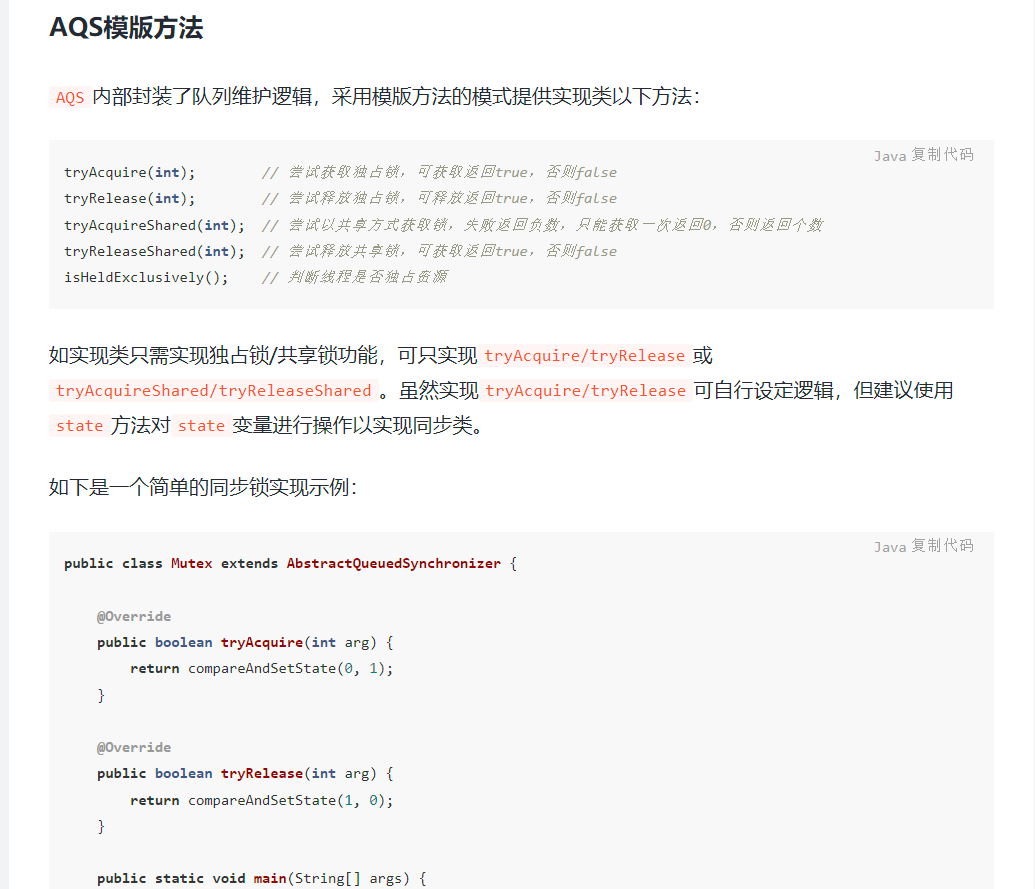 AQS模版方法
AQS 内部封装了队列维护逻辑，采用模版方法的模式提供实现类以下方法：
Java 复制代码
tryAcquire(int);        // 尝试获取独占锁，可获取返回true，否则false
tryRelease(int);        // 尝试释放独占锁，可释放返回true，否则false
tryAcquireShared(int);  // 尝试以共享方式获取锁，失败返回负数，只能获取一次返回0，否则返回个数
tryReleaseShared(int);  // 尝试释放共享锁，可获取返回true，否则false
isHeldExclusively();    // 判断线程是否独占资源
如实现类只需实现独占锁/共享锁功能，可只实现 tryAcquire/tryRelease 或
tryAcquireShared/tryReleaseShared 。虽然实现 tryAcquire/tryRelease 可自行设定逻辑，但建议使用
state 方法对 state 变量进行操作以实现同步类。
如下是一个简单的同步锁实现示例：
Java 复制代码
public class Mutex extends AbstractQueuedSynchronizer {
    @Override
    public boolean tryAcquire(int arg) {
        return compareAndSetState(0, 1);
    }
    @Override
    public boolean tryRelease(int arg) {
        return compareAndSetState(1, 0);
    }
    public static void main(String[] args) {